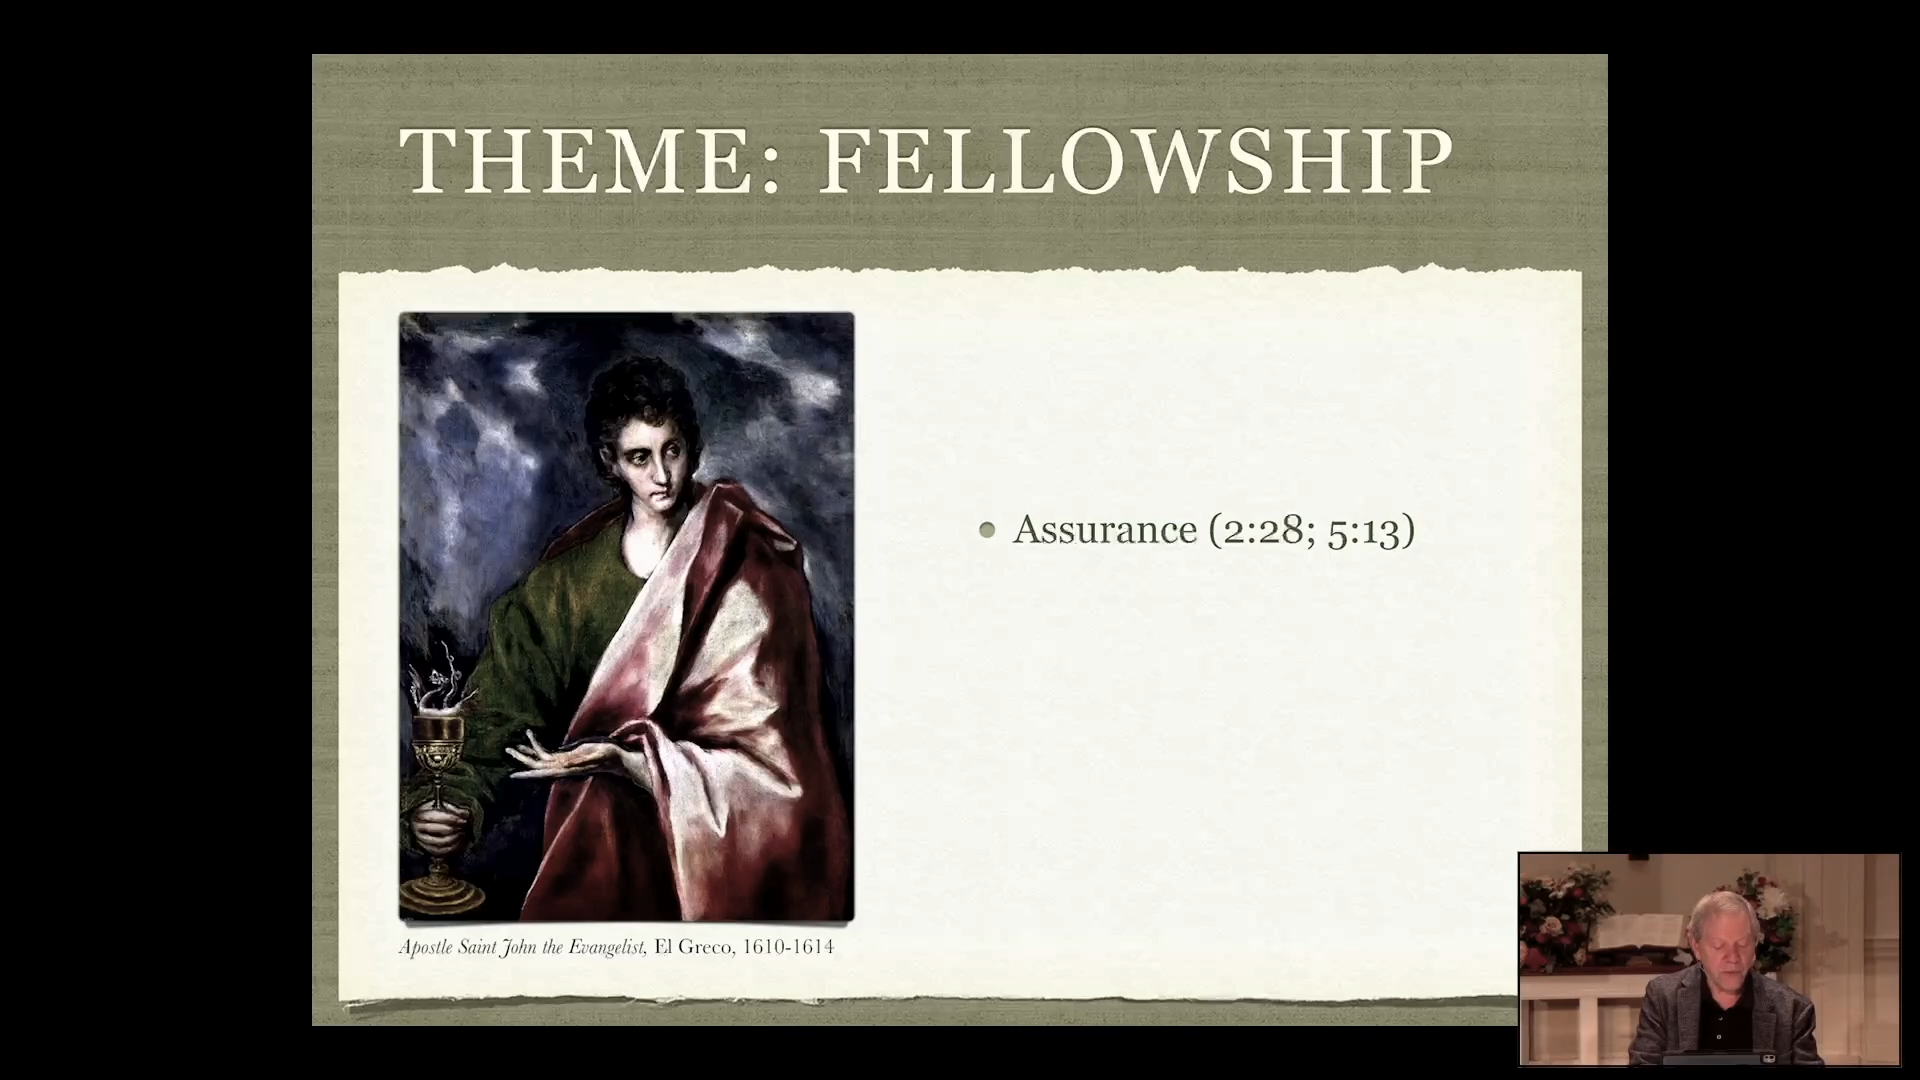 THEME: FELLOWSHIP
• Assurance (2:28; 5:13)
Apostle Saint John the Evangelist, El Greco, 1610-1614